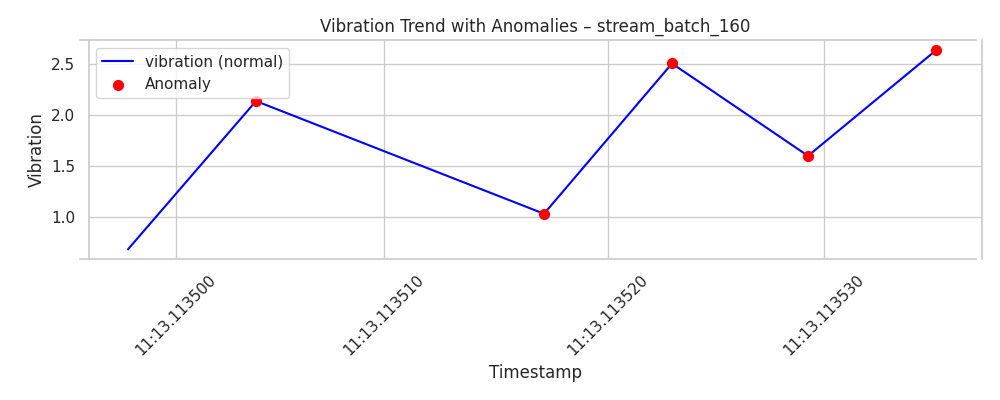 Vibration Trend with Anomalies – stream_batch_160
vibration (normal)
Anomaly
2.5
2.0
1.5
1.0
Vibration
11:13.113500
11:13.113510
11:13.113520
11:13.113530
Timestamp